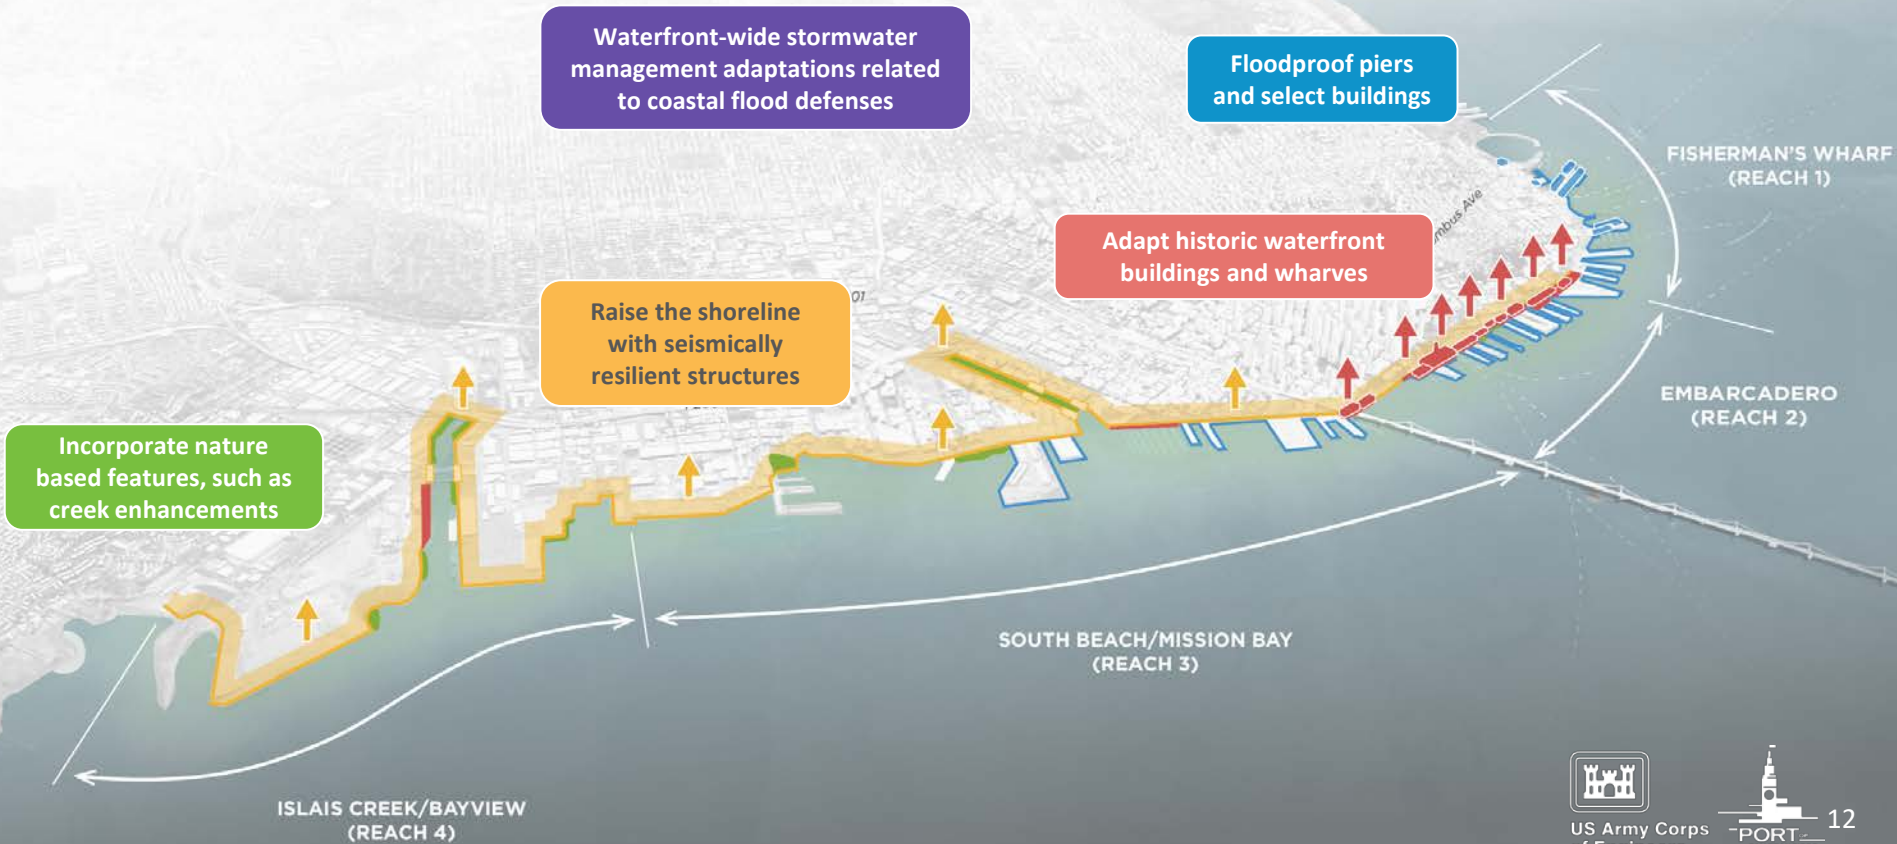 Waterfront-wide stormwater
management adaptations related
to coastal flood defenses
Floodproof piers
and select buildings
FISHERMAN'S WHARF
(REACH 1)
Adapt historic waterfront
buildings and wharves
mbus Ave
Raise the shoreline
with seismically
resilient structures
01
EMBARCADERO
(REACH 2)
Incorporate nature
based features, such as
creek enhancements
SOUTH BEACH/MISSION BAY
(REACH 3)
ISLAIS CREEK/BAYVIEW
(REACH 4)
US Army Corps
PORT
12